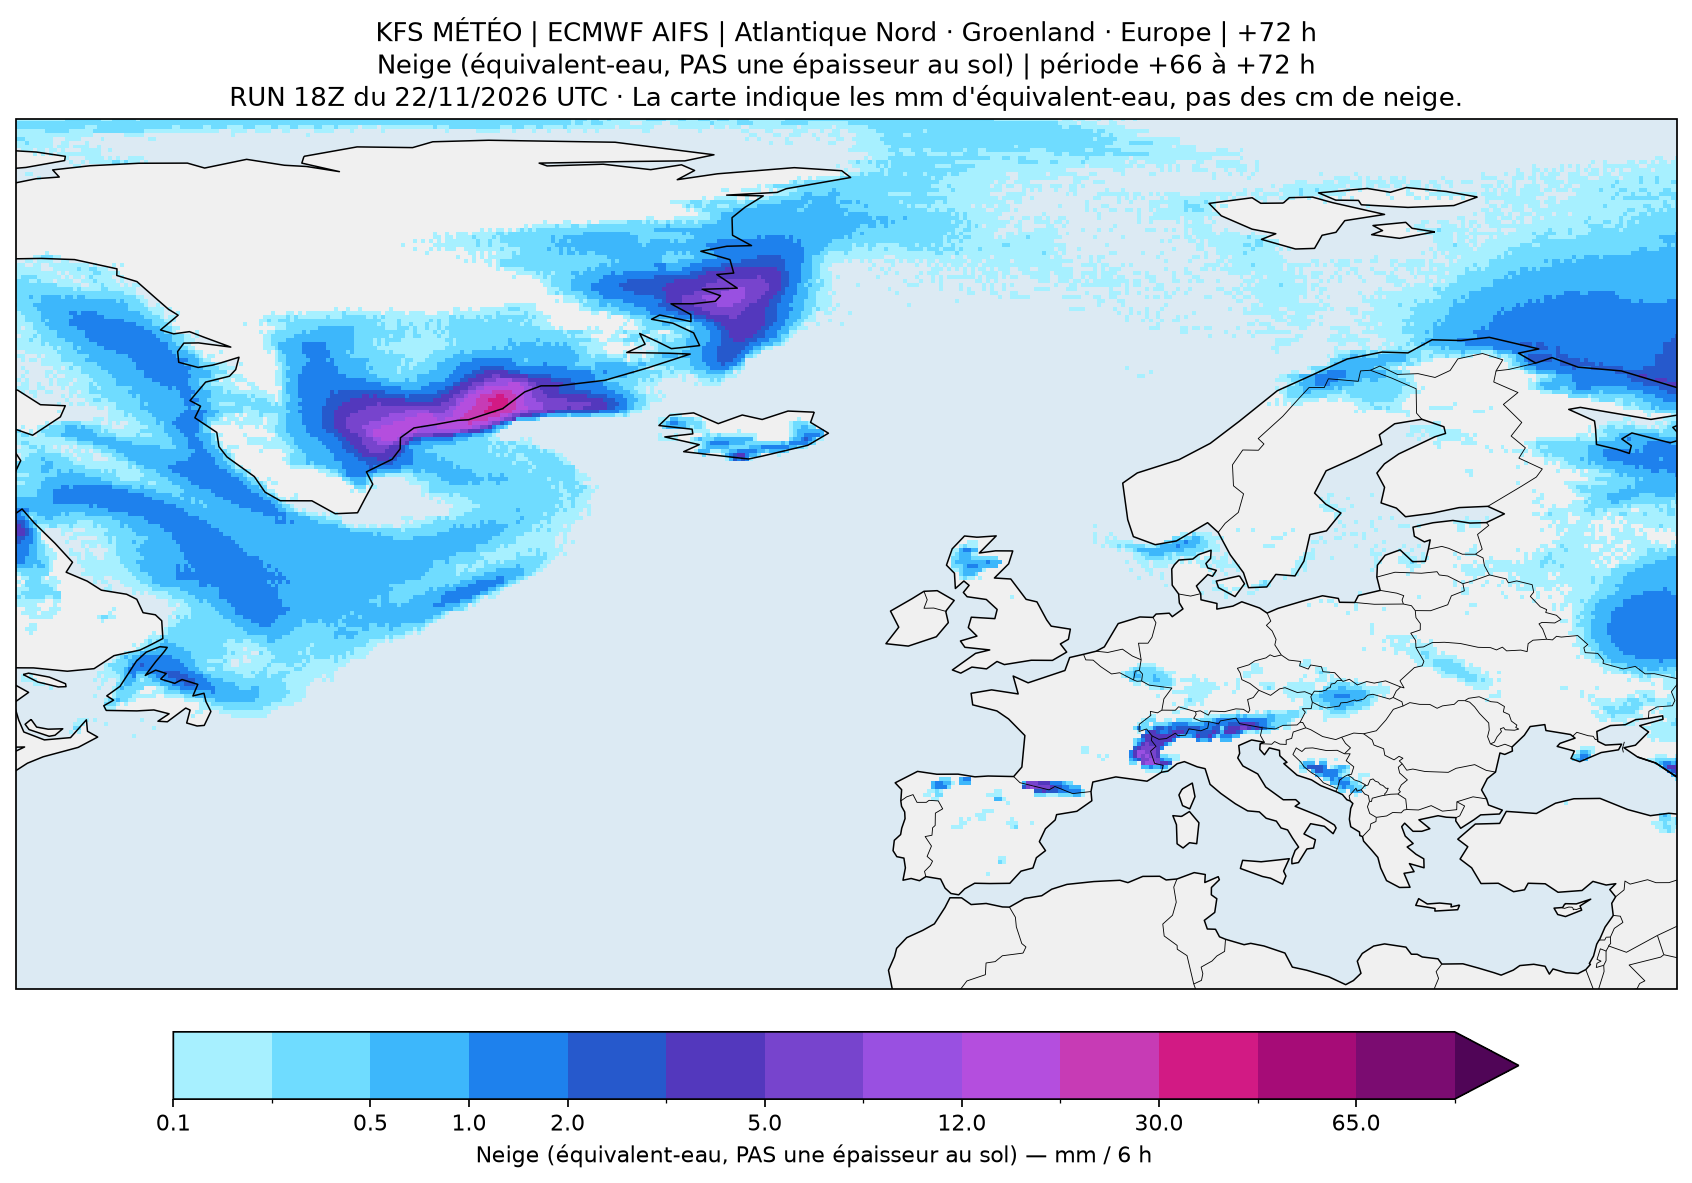 KFS MÉTÉO | ECMWF AIFS | Atlantique Nord · Groenland · Europe | +72 h
Neige (équivalent-eau, PAS une épaisseur au sol) | période +66 à +72 h
RUN 18Z du 22/11/2026 UTC · La carte indique les mm d'équivalent-eau, pas des cm de neige.
0.1 0.5 1.0 2.0 5.0 12.0 30.0 65.0
Neige (équivalent-eau, PAS une épaisseur au sol) — mm / 6 h